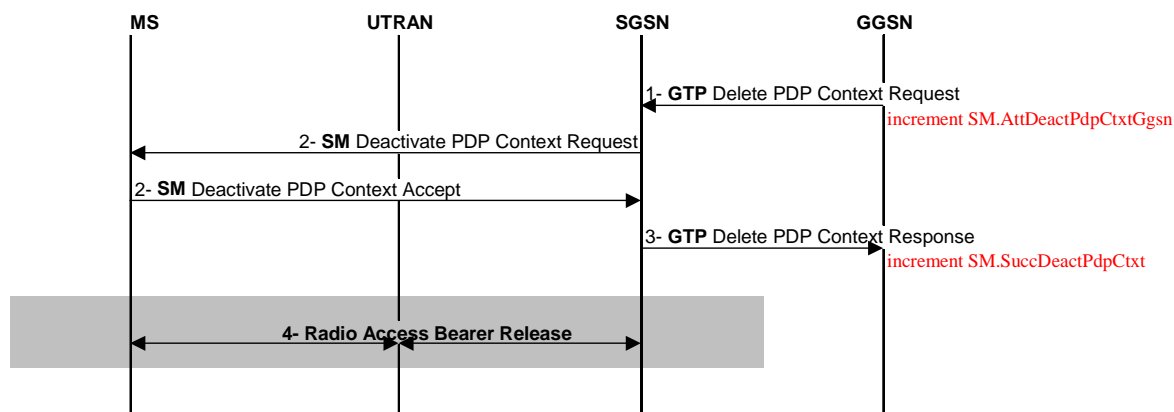 MS UTRAN SGSN GGSN
1- GTP Delete PDP Context Request
increment SM.AttDeactPdpCtxtGgsn
2- SM Deactivate PDP Context Request
2- SM Deactivate PDP Context Accept
3- GTP Delete PDP Context Response
increment SM.SuccDeactPdpCtxt
4- Radio Access Bearer Release